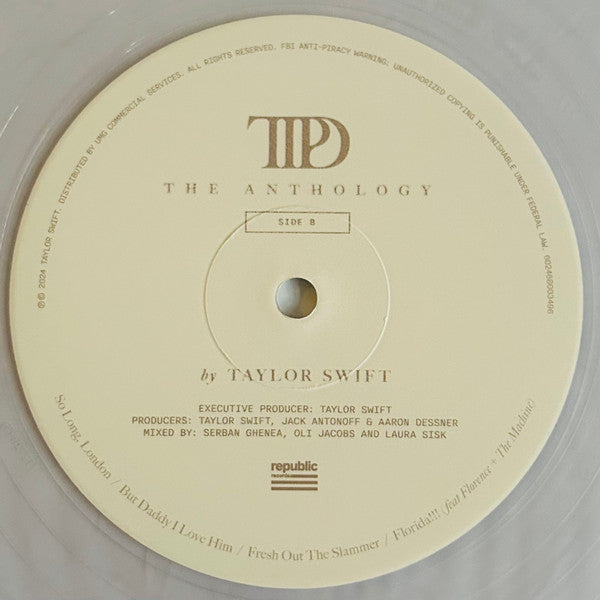 ℗© 2024 TAYLOR SWIFT. DISTRIBUTED BY UMG COMMERCIAL SERVICES. ALL RIGHTS RESERVED. FBI ANTI-PIRACY WARNING: UNAUTHORIZED COPYING IS PUNISHABLE UNDER FEDERAL LAW. 602468003496
TTPD
THE ANTHOLOGY
SIDE B
by TAYLOR SWIFT
EXECUTIVE PRODUCER: TAYLOR SWIFT
PRODUCERS: TAYLOR SWIFT, JACK ANTONOFF & AARON DESSNER
MIXED BY: SERBAN GHENEA, OLI JACOBS AND LAURA SISK
republic
records
So Long, London / But Daddy I Love Him / Fresh Out The Slammer / Florida!!! (feat Florence + The Madame)